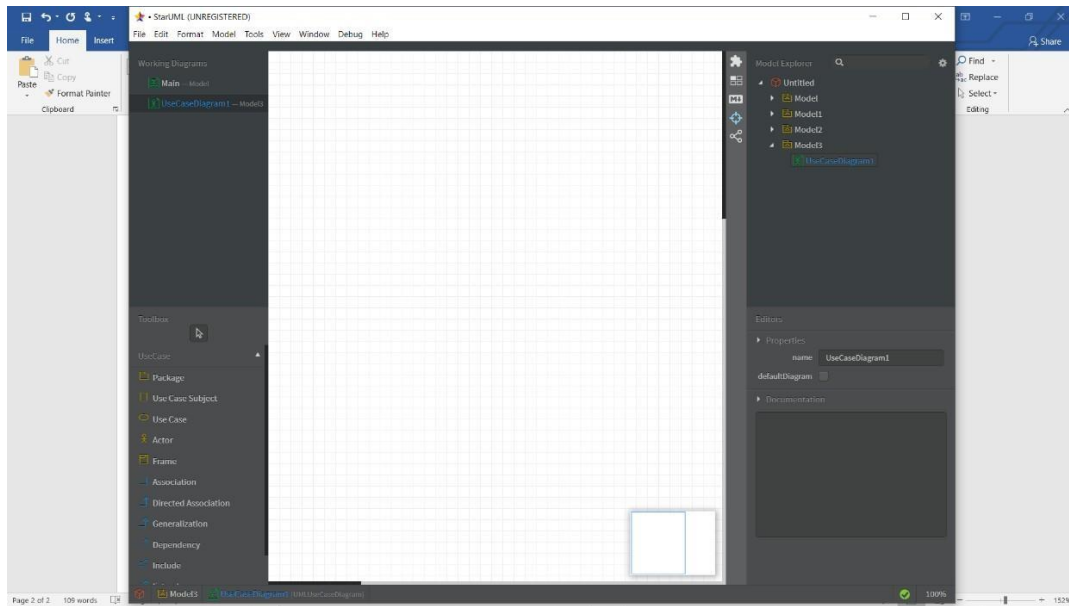 StarUML (UNREGISTERED)
File Home Insert
File Edit Format Model Tools View Window Debug Help
Share
Cut
Copy
Paste
Format Painter
Clipboard
Working Diagrams
Main — Model
UseCaseDiagram1 — Model3
Model Explorer
Untitled
Model
Model1
Model2
Model3
UseCaseDiagram1
Find
Replace
Select
Editing
Toolbox
UseCase
Package
Use Case Subject
Use Case
Actor
Frame
Association
Directed Association
Generalization
Dependency
Include
Editors
Properties
name UseCaseDiagram1
defaultDiagram
Documentation
Model3 UseCaseDiagram1 (UMLUseCaseDiagram)
100%
Page 2 of 2 109 words